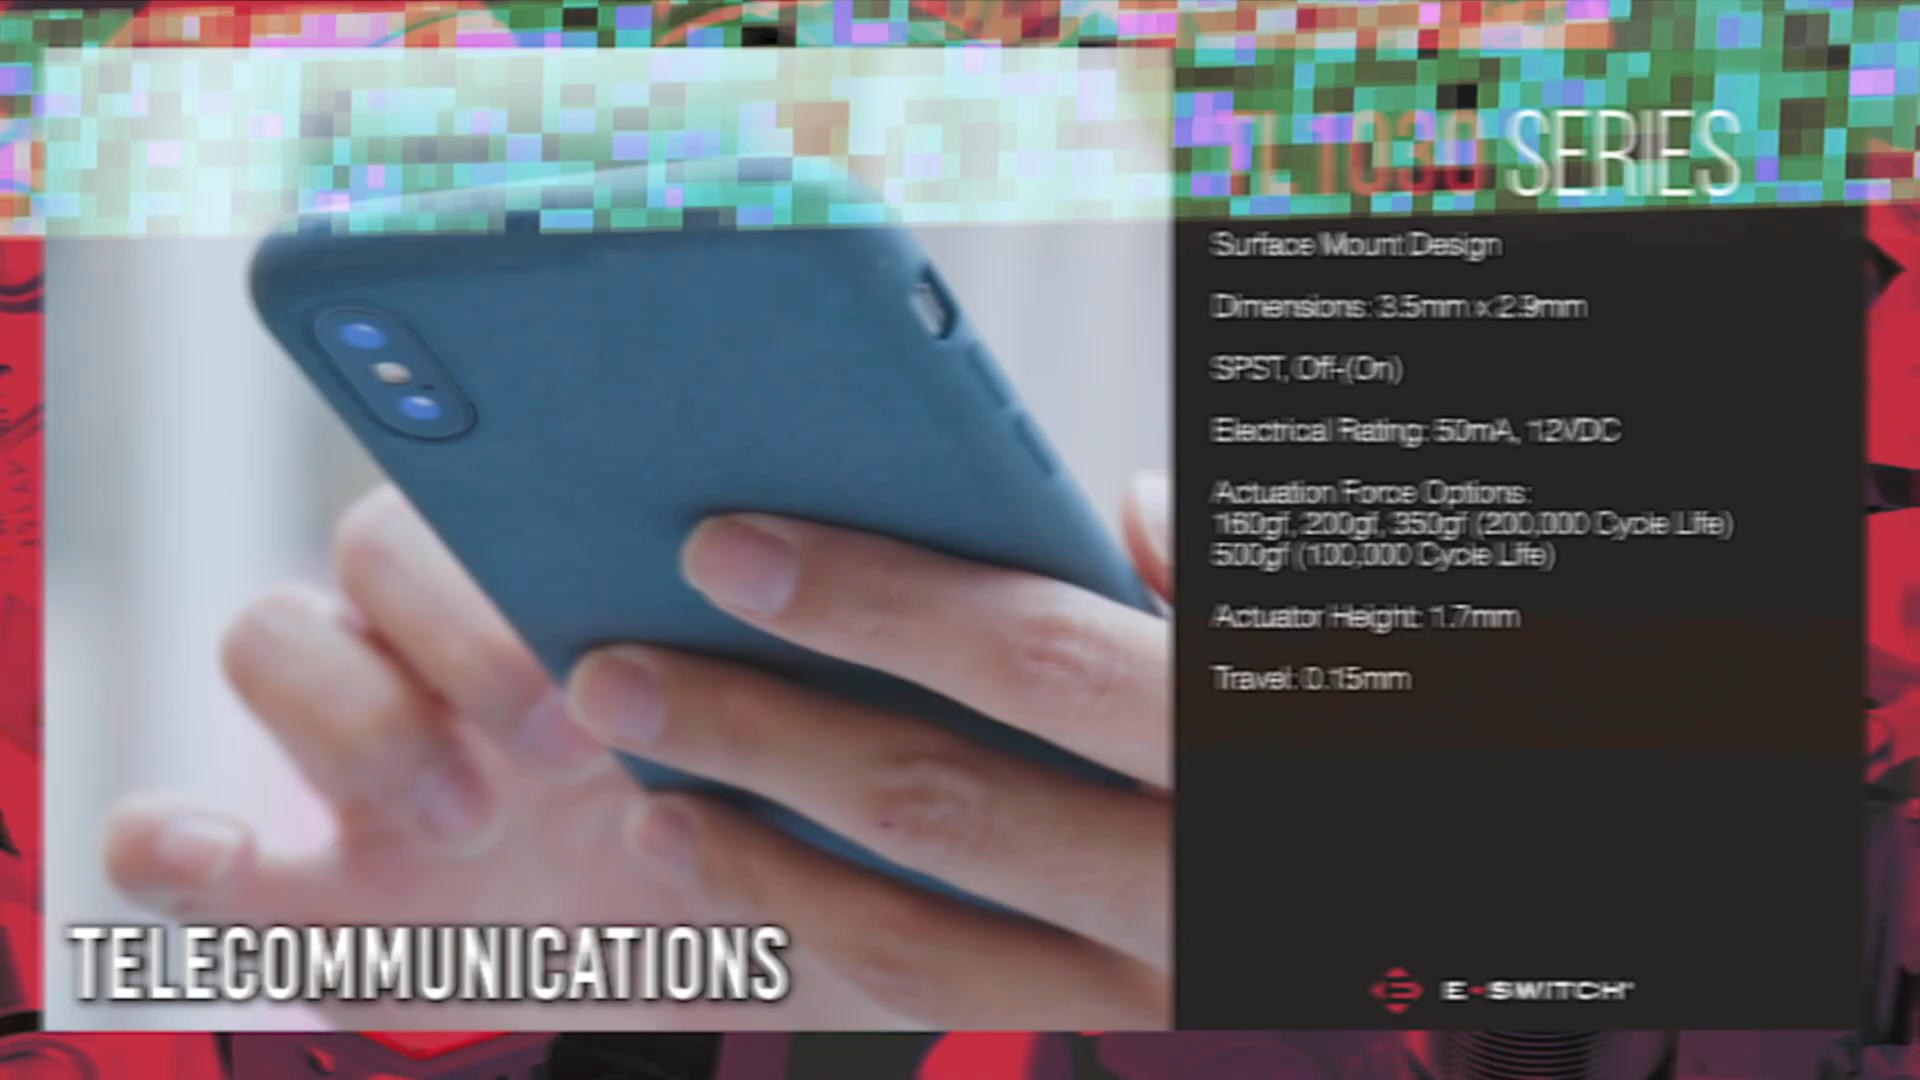 TL1030 SERIES
Surface Mount Design
Dimensions: 3.5mm x 2.9mm
SPST, Off-(On)
Electrical Rating: 50mA, 12VDC
Actuation Force Options:
160gf, 200gf, 350gf (200,000 Cycle Life)
500gf (100,000 Cycle Life)
Actuator Height: 1.7mm
Travel: 0.15mm
TELECOMMUNICATIONS
E-SWITCH